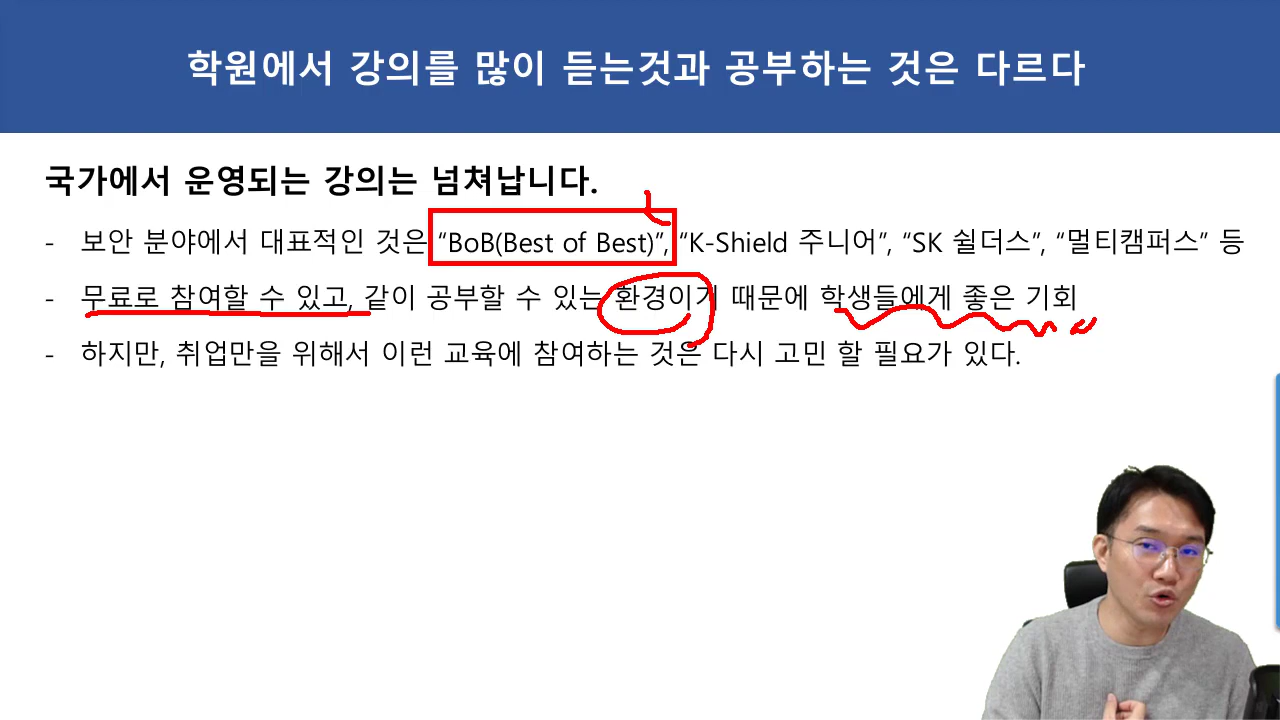 학원에서 강의를 많이 듣는것과 공부하는 것은 다르다
국가에서 운영되는 강의는 넘쳐납니다.
- 보안 분야에서 대표적인 것은 “BoB(Best of Best)”, “K-Shield 주니어”, “SK 쉴더스”, “멀티캠퍼스” 등
- 무료로 참여할 수 있고, 같이 공부할 수 있는 환경이기 때문에 학생들에게 좋은 기회
- 하지만, 취업만을 위해서 이런 교육에 참여하는 것은 다시 고민 할 필요가 있다.